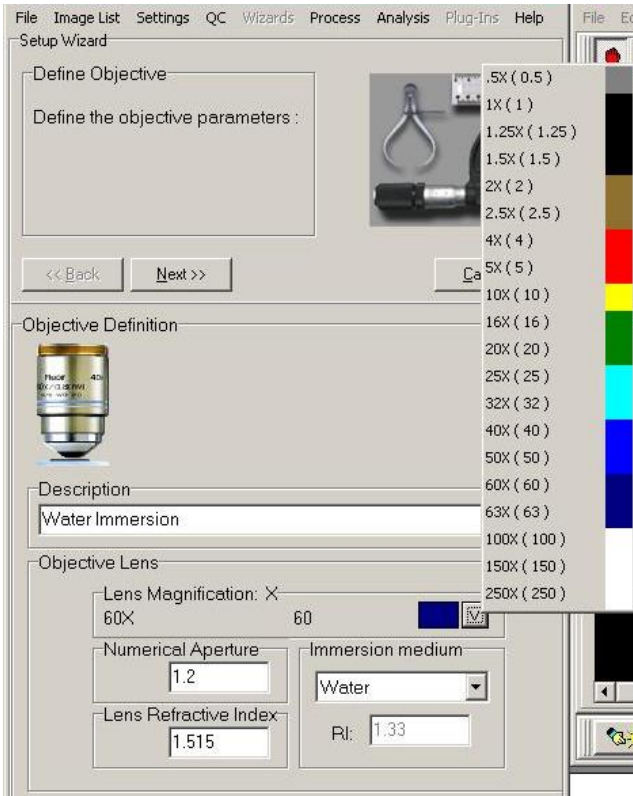 File Image List Settings QC Wizards Process Analysis Plug-Ins Help
File
Setup Wizard
Define Objective
Define the objective parameters :
<< Back Next >>
.5X ( 0.5 )
1X ( 1 )
1.25X ( 1.25 )
1.5X ( 1.5 )
2X ( 2 )
2.5X ( 2.5 )
4X ( 4 )
5X ( 5 )
10X ( 10 )
16X ( 16 )
20X ( 20 )
25X ( 25 )
32X ( 32 )
40X ( 40 )
50X ( 50 )
60X ( 60 )
63X ( 63 )
100X ( 100 )
150X ( 150 )
250X ( 250 )
Objective Definition
Fluor 40x
Description
Water Immersion
Objective Lens
Lens Magnification: X
60X 60
V
Numerical Aperture
1.2
Immersion medium
Water
Lens Refractive Index
1.515
RI: 1.33